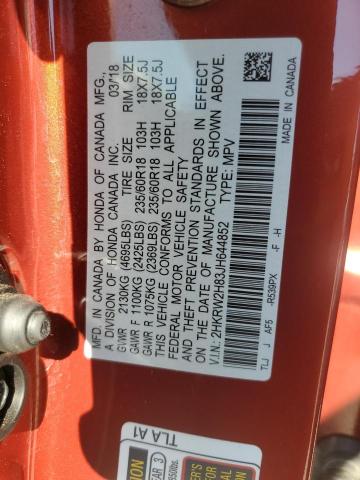 MFD. IN CANADA BY HONDA OF CANADA MFG., 03/18
A DIVISION OF HONDA CANADA INC.
TIRE SIZE RIM SIZE
GVWR 2130KG (4695LBS)
GAWR F 1100KG (2425LBS) 235/60R18 103H 18X7.5J
GAWR R 1075KG (2369LBS) 235/60R18 103H 18X7.5J
THIS VEHICLE CONFORMS TO ALL APPLICABLE
FEDERAL MOTOR VEHICLE SAFETY
AND THEFT PREVENTION STANDARDS IN EFFECT
ON THE DATE OF MANUFACTURE SHOWN ABOVE.
V.I.N.: 2HKRW2H83JH644852 TYPE: MPV
TLJ J AF5 -R539PX -F -H
MADE IN CANADA
TLA A1